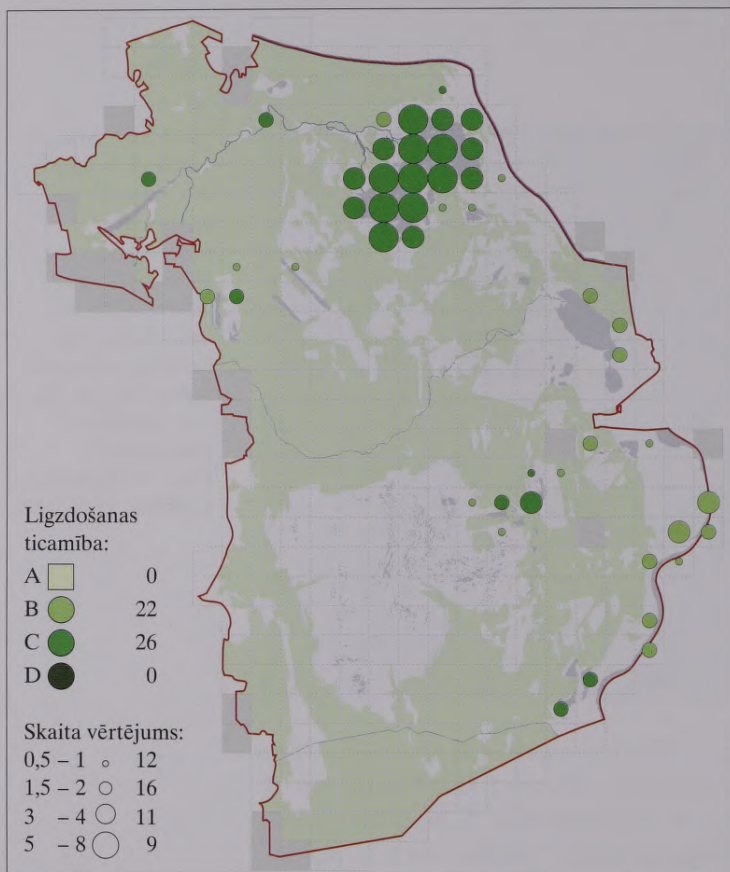 Ligzdošanas
ticamība:
A 0
B 22
C 26
D 0
Skaita vērtējums:
0,5 – 1 12
1,5 – 2 16
3 – 4 11
5 – 8 9